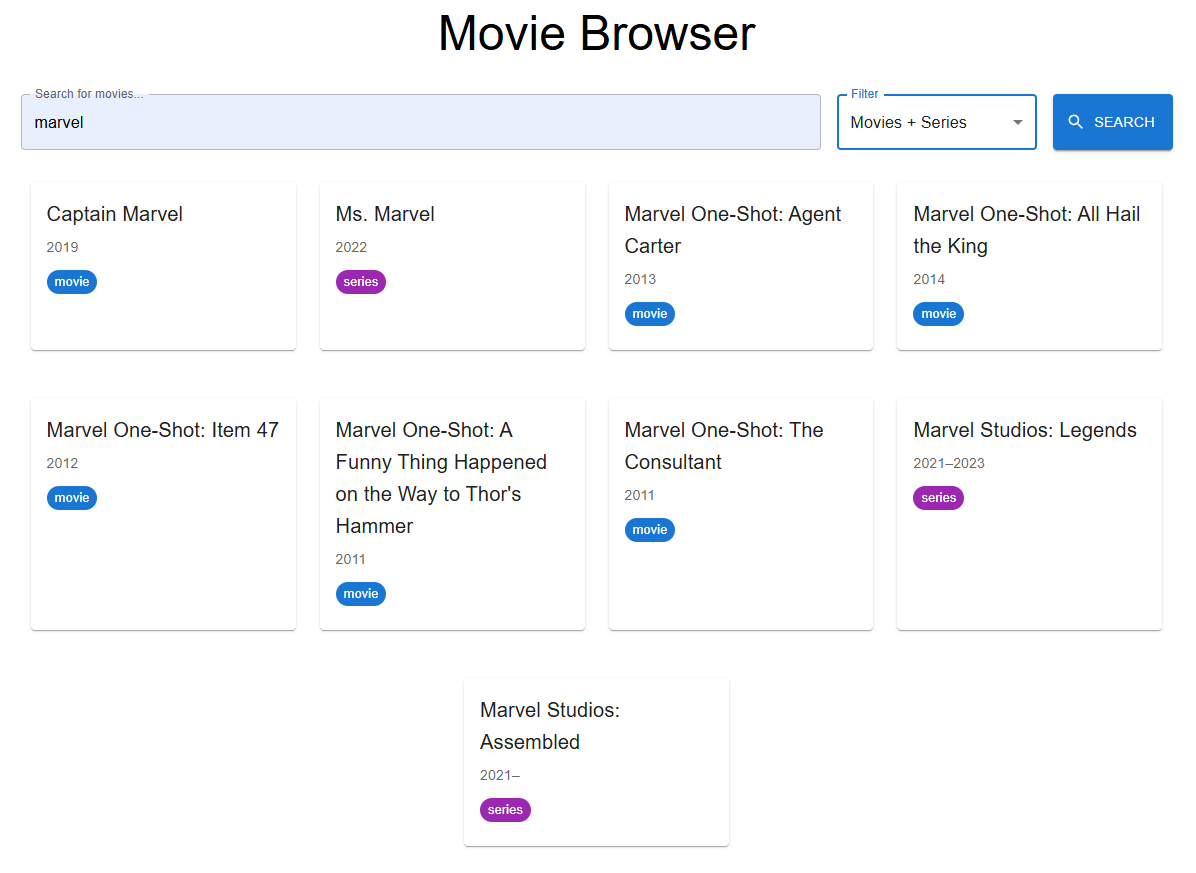 Movie Browser
Search for movies...
marvel
Filter
Movies + Series
SEARCH
Captain Marvel
2019
movie
Ms. Marvel
2022
series
Marvel One-Shot: Agent
Carter
2013
movie
Marvel One-Shot: All Hail
the King
2014
movie
Marvel One-Shot: Item 47
2012
movie
Marvel One-Shot: A
Funny Thing Happened
on the Way to Thor's
Hammer
2011
movie
Marvel One-Shot: The
Consultant
2011
movie
Marvel Studios: Legends
2021–2023
series
Marvel Studios:
Assembled
2021–
series